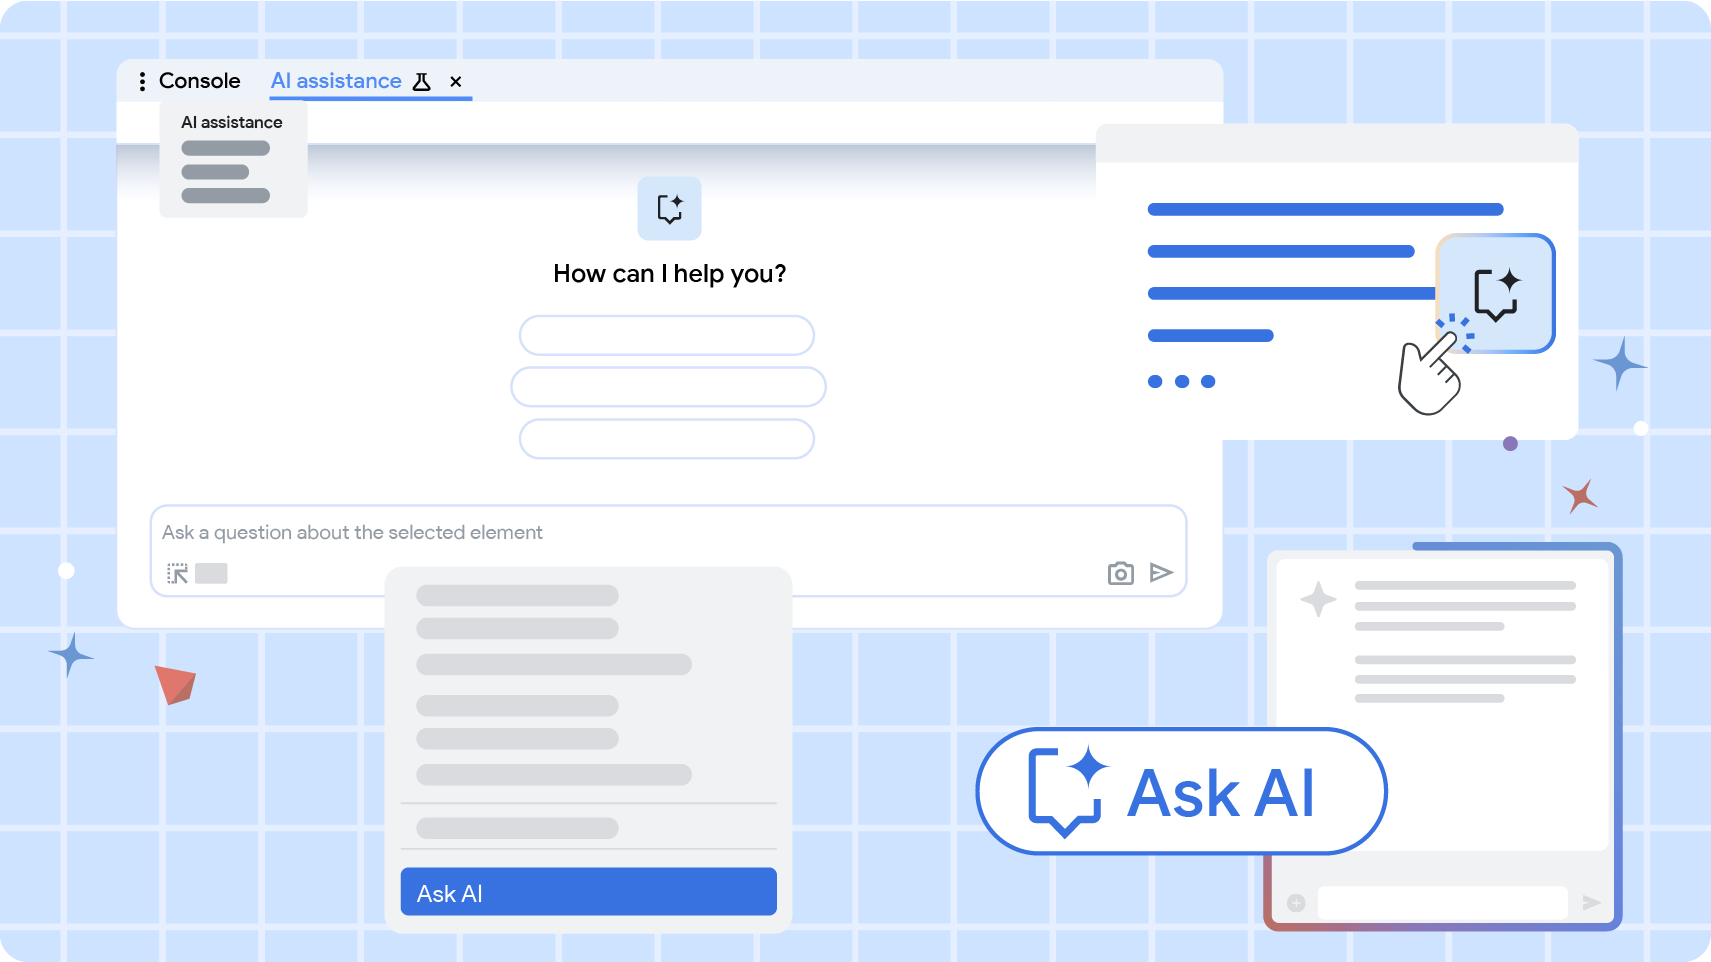 Console
AI assistance
AI assistance
How can I help you?
Ask a question about the selected element
Ask AI
Ask AI